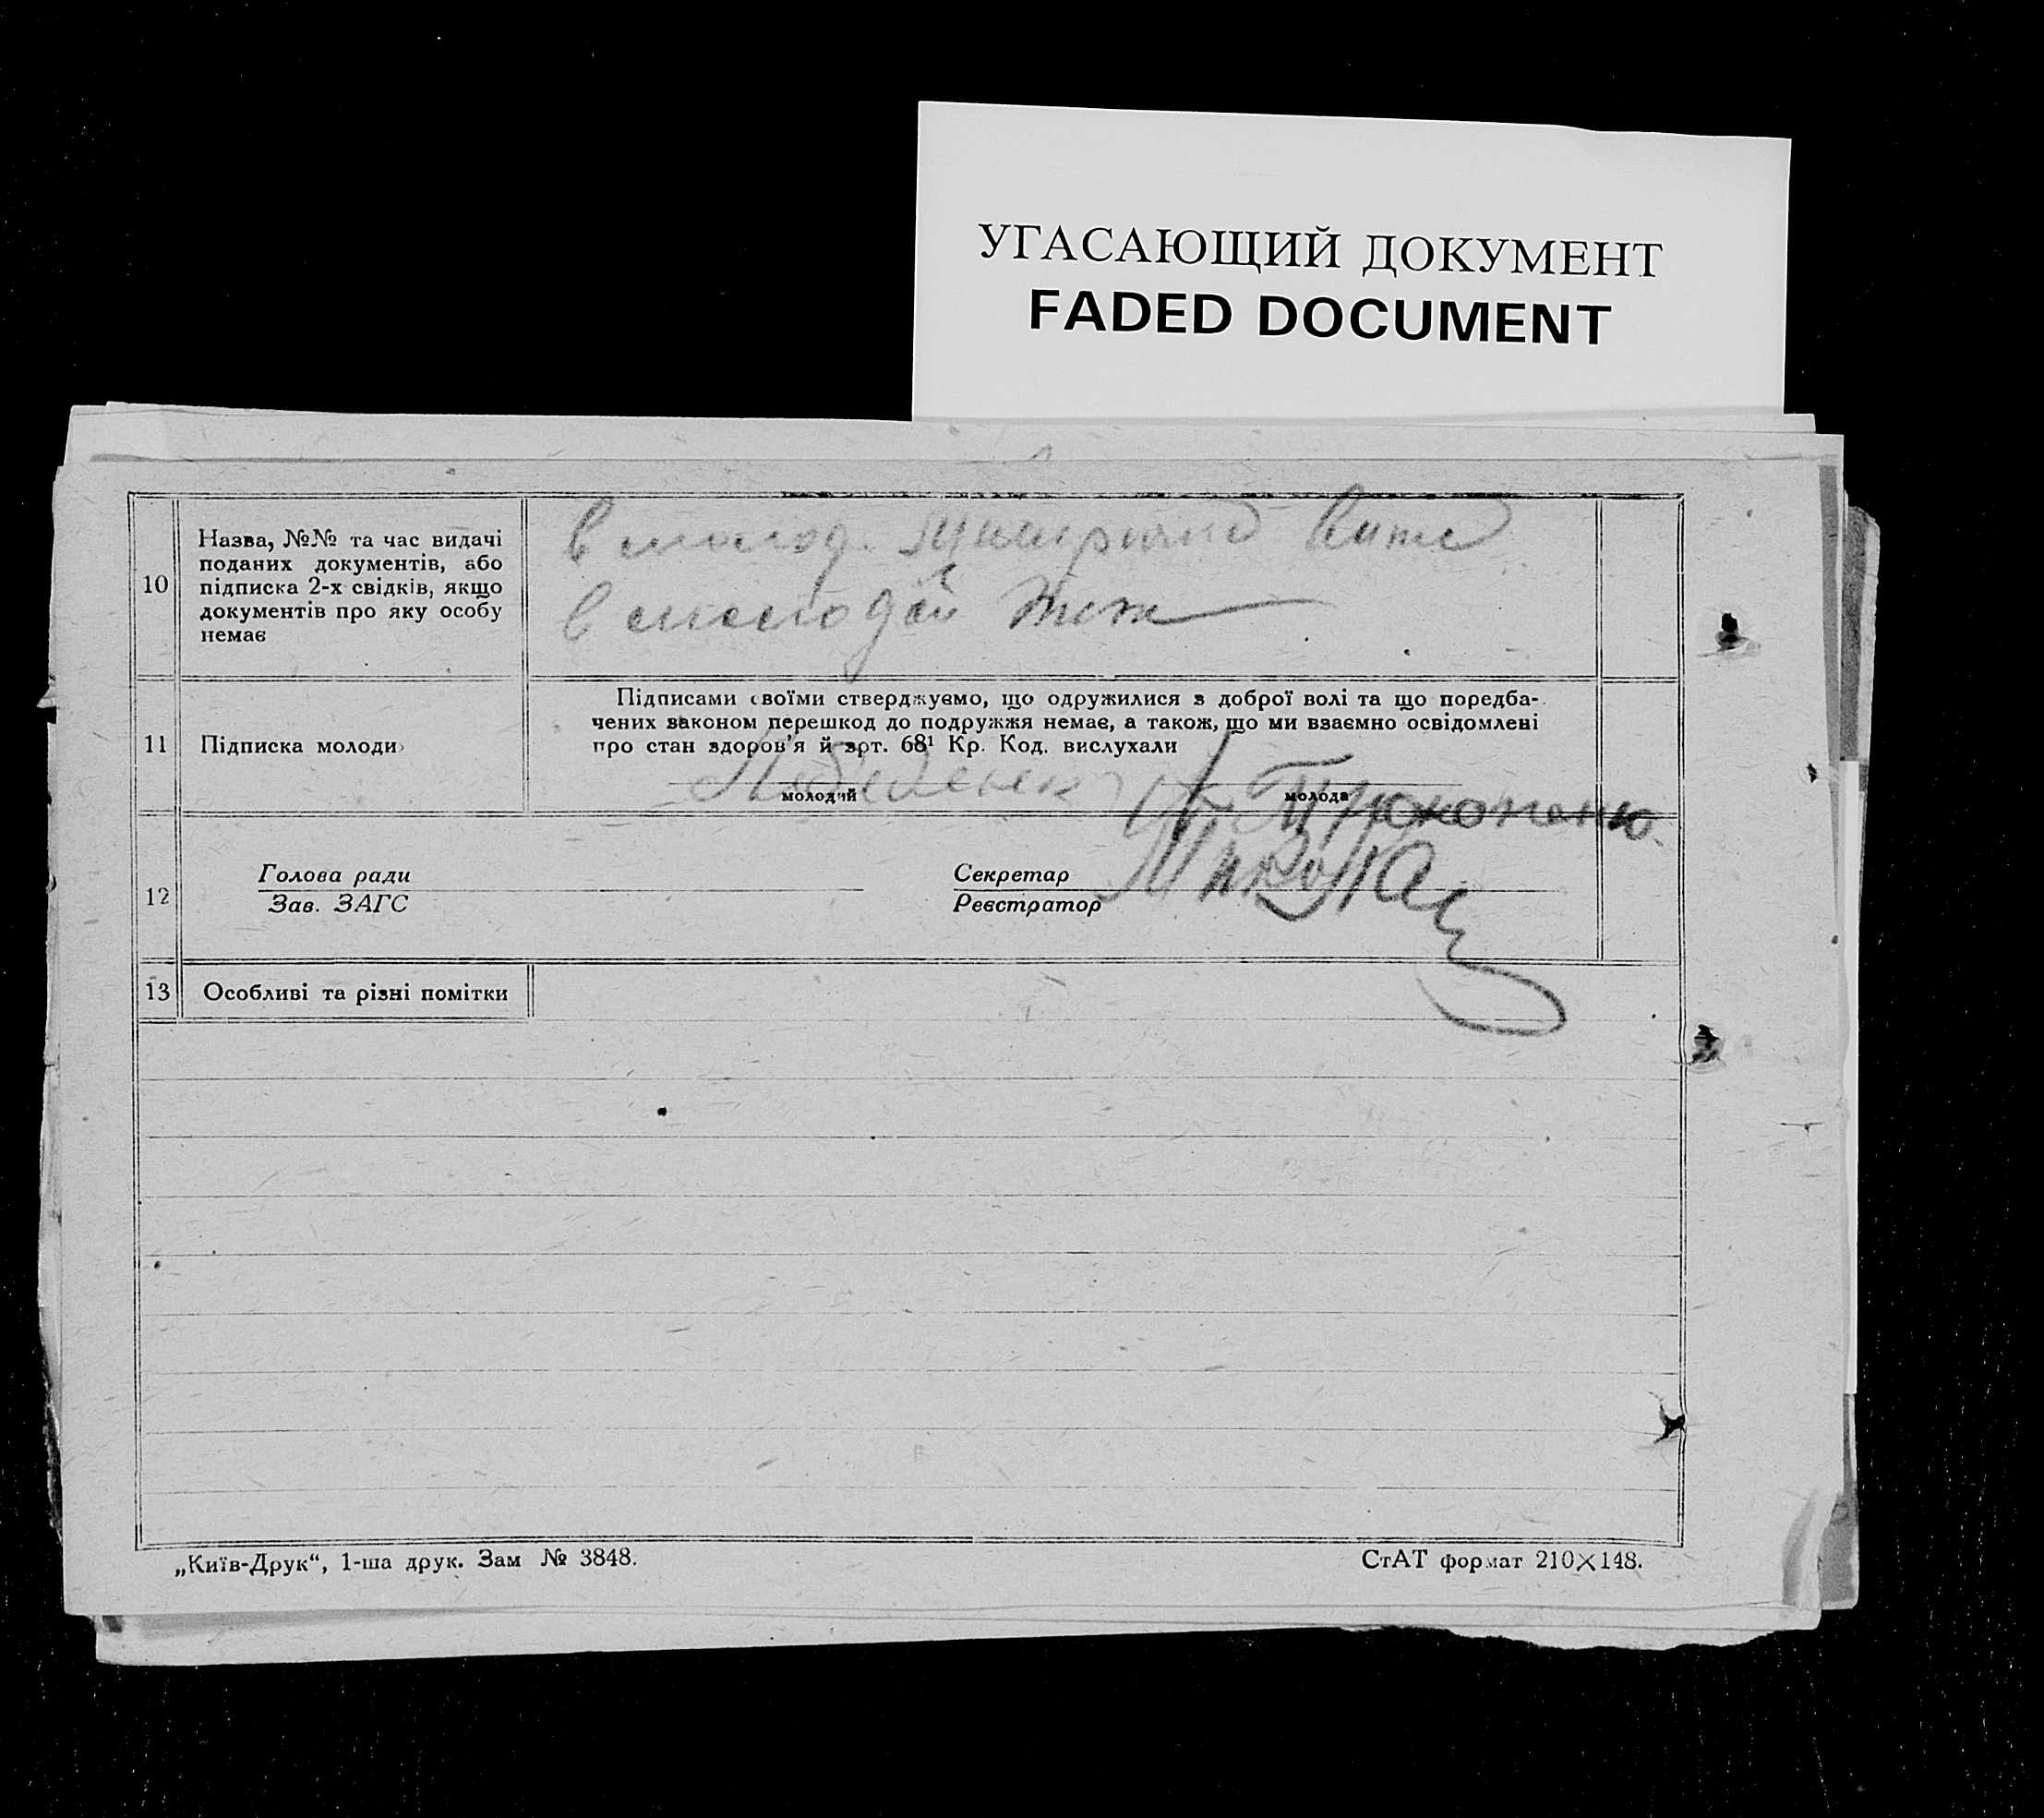 УГАСАЮЩИЙ ДОКУМЕНТ
FADED DOCUMENT
10
Назва, №№ та час видачі
поданих документів, або
підписка 2-х свідків, якщо
документів про яку особу
немає
в молод.
в молодой
11
Підписка молоди
Підписами своїми стверджуємо, що одружилися з доброї волі та що поредба-
чених законом перешкод до подружжя немає, а також, що ми взаємно освідомлені
про стан здоров'я й арт. 68¹ Кр. Код. вислухали
молодий
молода
12
Голова ради
Зав. ЗАГС
Секретар
Реєстратор
13
Особливі та різні помітки
„Київ-Друк“, 1-ша друк. Зам № 3848.
СтАТ формат 210×148.